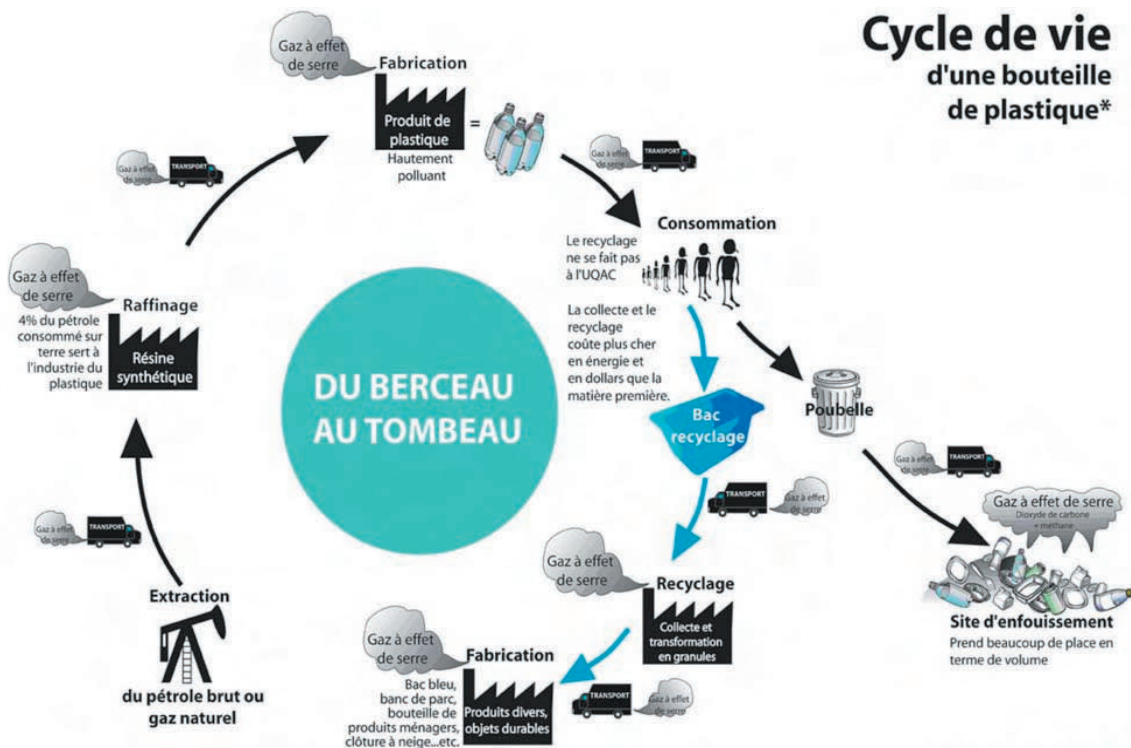 Cycle de vie
d'une bouteille
de plastique*
Gaz à effet
de serre
Fabrication
Produit de
plastique
=
Hautement
polluant
Gaz à effet
de serre
TRANSPORT
Gaz à effet
de serre
TRANSPORT
Consommation
Le recyclage
ne se fait pas
à l'UQAC
La collecte et le
recyclage
coûte plus cher
en énergie et
en dollars que la
matière première.
Gaz à effet
de serre
Raffinage
4% du pétrole
consommé sur
terre sert à
l'industrie du
plastique
Résine
synthétique
DU BERCEAU
AU TOMBEAU
Bac
recyclage
Poubelle
Gaz à effet
de serre
TRANSPORT
TRANSPORT
Gaz à effet
de serre
Gaz à effet de serre
Dioxyde de carbone
+ méthane
Site d'enfouissement
Prend beaucoup de place en
terme de volume
Gaz à effet
de serre
TRANSPORT
Extraction
du pétrole brut ou
gaz naturel
Gaz à effet
de serre
Recyclage
Collecte et
transformation
en granules
Gaz à effet
de serre
Fabrication
Bac bleu,
banc de parc,
bouteille de
produits ménagers,
clôture à neige...etc.
Produits divers,
objets durables
TRANSPORT
Gaz à effet
de serre